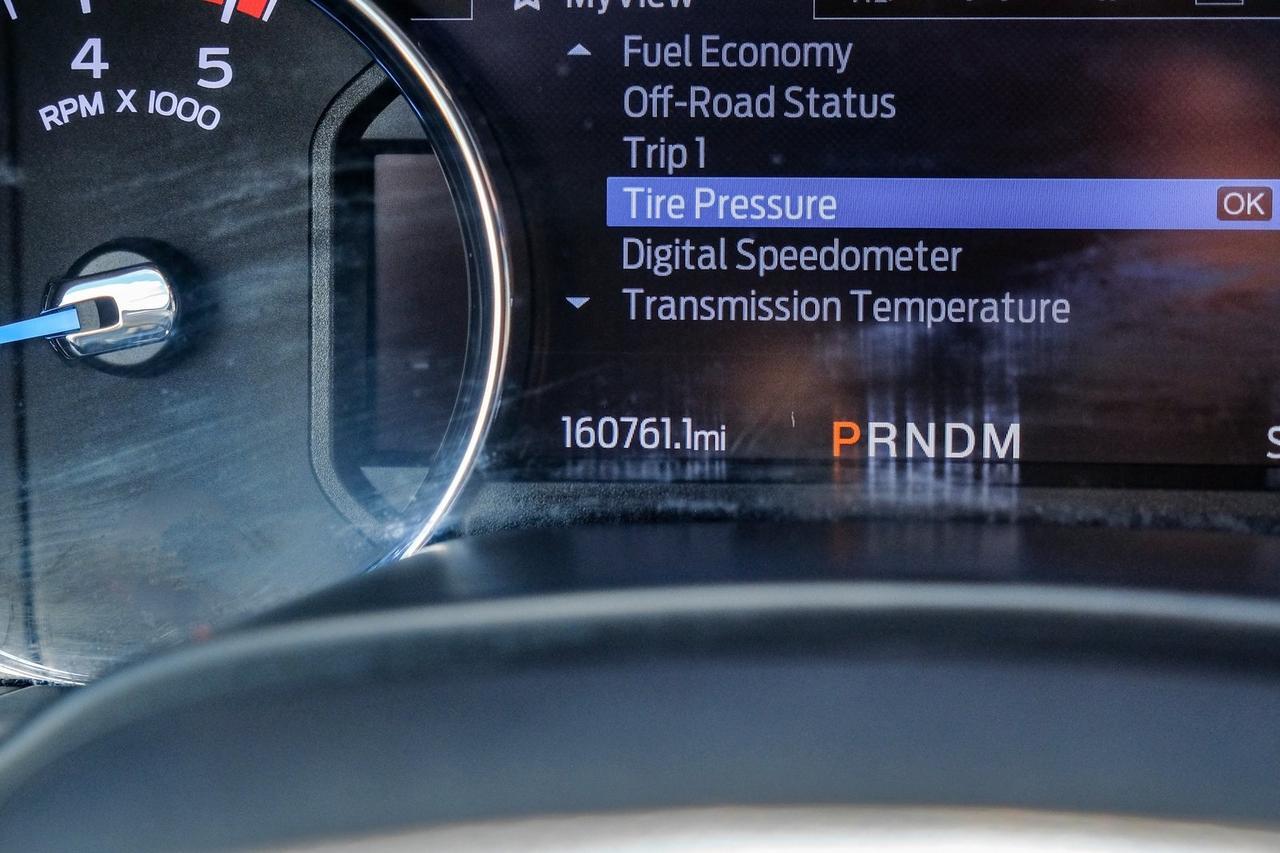 MyView
4 5
RPM X 1000
Fuel Economy
Off-Road Status
Trip 1
Tire Pressure OK
Digital Speedometer
Transmission Temperature
160761.1mi PRNDM